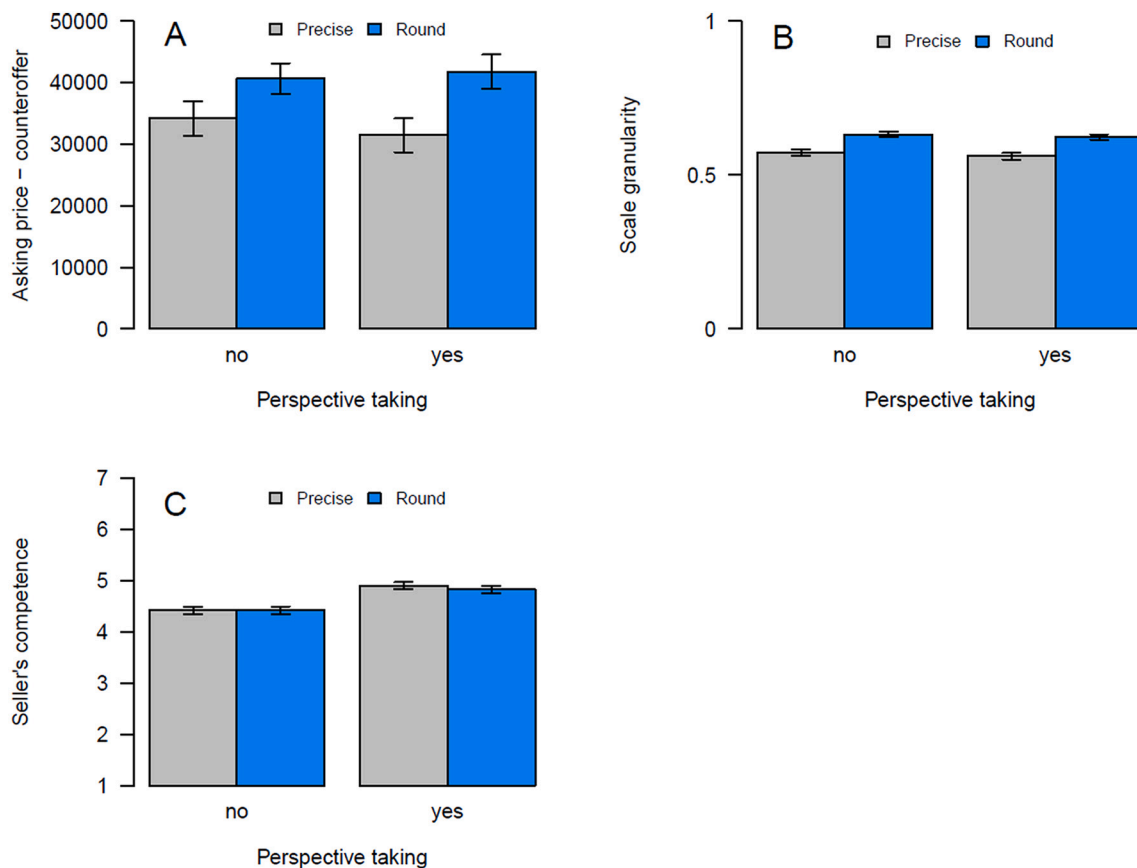 A
Precise Round
50000
40000
30000
20000
10000
0
Asking price − counteroffer
no yes
Perspective taking
B
Precise Round
1
0.5
0
Scale granularity
no yes
Perspective taking
C
Precise Round
7
6
5
4
3
2
1
Seller's competence
no yes
Perspective taking